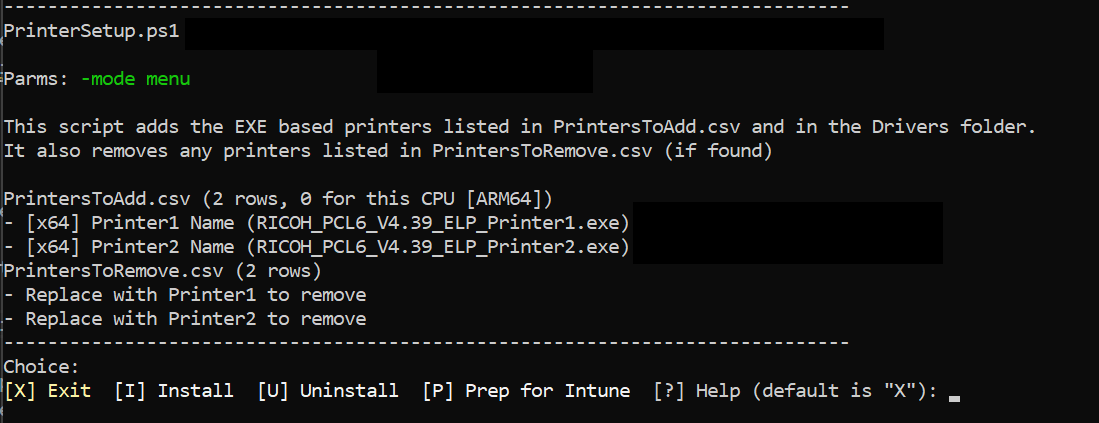 --------------------------------------------------------------------------------
PrinterSetup.ps1
Parms: -mode menu
This script adds the EXE based printers listed in PrintersToAdd.csv and in the Drivers folder.
It also removes any printers listed in PrintersToRemove.csv (if found)
PrintersToAdd.csv (2 rows, 0 for this CPU [ARM64])
- [x64] Printer1 Name (RICOH_PCL6_V4.39_ELP_Printer1.exe)
- [x64] Printer2 Name (RICOH_PCL6_V4.39_ELP_Printer2.exe)
PrintersToRemove.csv (2 rows)
- Replace with Printer1 to remove
- Replace with Printer2 to remove
--------------------------------------------------------------------------------
Choice:
[X] Exit  [I] Install  [U] Uninstall  [P] Prep for Intune  [?] Help (default is "X"):